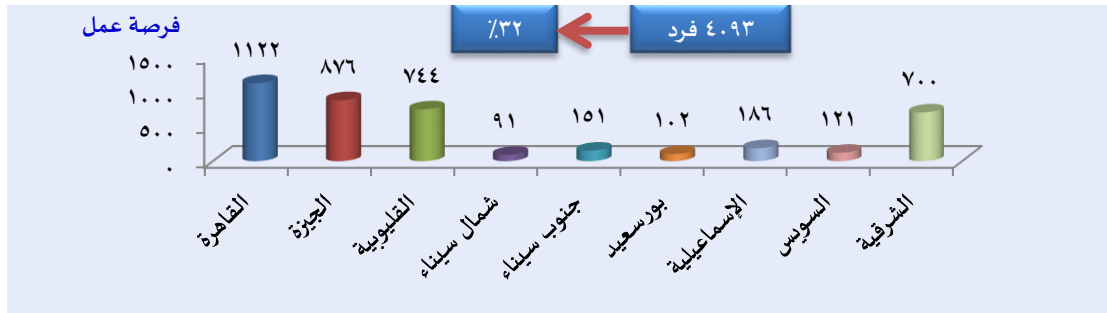 ٤٠٩٣ فرد
٣٢٪
فرصة عمل
١٥٠٠
١٠٠٠
٥٠٠
٠
١١٢٢
٨٧٦
٧٤٤
٩١
١٥١
١٠٢
١٨٦
١٢١
٧٠٠
القاهرة
الجيزة
القليوبية
شمال سيناء
جنوب سيناء
بورسعيد
الإسماعيلية
السويس
الشرقية